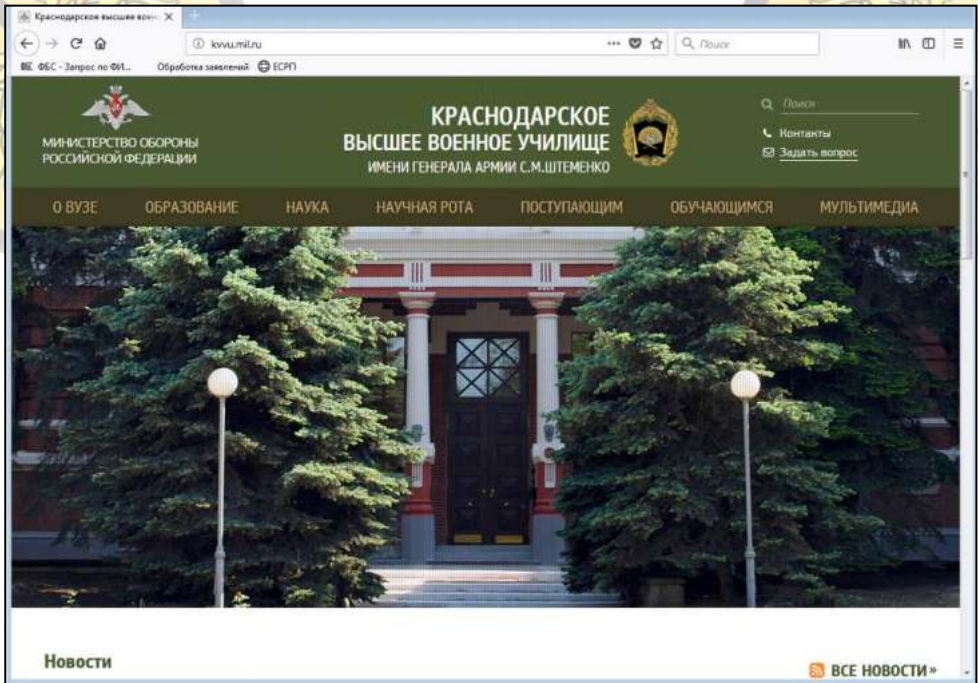 Краснодарское высшее воен
kvvu.mil.ru
Поиск
ФБС - Запрос по ФИ...
Обработка заявлений
ЕСРП
МИНИСТЕРСТВО ОБОРОНЫ
РОССИЙСКОЙ ФЕДЕРАЦИИ
КРАСНОДАРСКОЕ
ВЫСШЕЕ ВОЕННОЕ УЧИЛИЩЕ
ИМЕНИ ГЕНЕРАЛА АРМИИ С.М.ШТЕМЕНКО
Поиск
Контакты
Задать вопрос
О ВУЗЕ ОБРАЗОВАНИЕ НАУКА НАУЧНАЯ РОТА ПОСТУПАЮЩИМ ОБУЧАЮЩИМСЯ МУЛЬТИМЕДИА
Новости
ВСЕ НОВОСТИ »